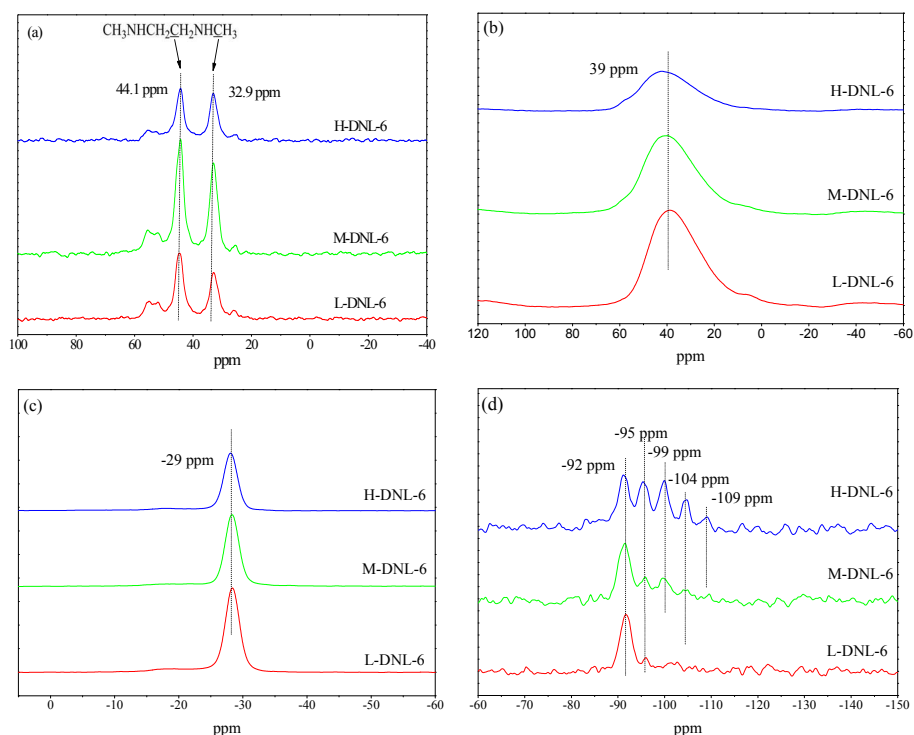 (a)
CH3NHCH2CH2NHCH3
44.1 ppm
32.9 ppm
H-DNL-6
M-DNL-6
L-DNL-6
100 80 60 40 20 0 -20 -40
ppm
(b)
39 ppm
H-DNL-6
M-DNL-6
L-DNL-6
120 100 80 60 40 20 0 -20 -40 -60
ppm
(c)
-29 ppm
H-DNL-6
M-DNL-6
L-DNL-6
0 -10 -20 -30 -40 -50 -60
ppm
(d)
-95 ppm
-92 ppm
-99 ppm
-104 ppm
-109 ppm
H-DNL-6
M-DNL-6
L-DNL-6
-60 -70 -80 -90 -100 -110 -120 -130 -140 -150
ppm